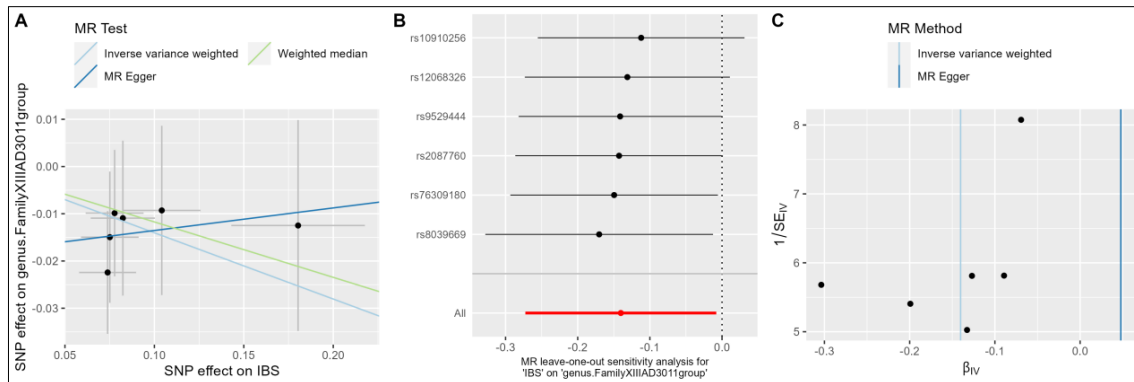 A
MR Test
Inverse variance weighted
Weighted median
MR Egger
SNP effect on genus.FamilyXIIIAD3011group
0.01
0.00
-0.01
-0.02
-0.03
0.05
0.10
0.15
0.20
SNP effect on IBS
B
rs10910256
rs12068326
rs9529444
rs2087760
rs76309180
rs8039669
All
-0.3
-0.2
-0.1
0.0
MR leave-one-out sensitivity analysis for
'IBS' on 'genus.FamilyXIIIAD3011group'
C
MR Method
Inverse variance weighted
MR Egger
1/SEIV
8
7
6
5
-0.3
-0.2
-0.1
0.0
βIV